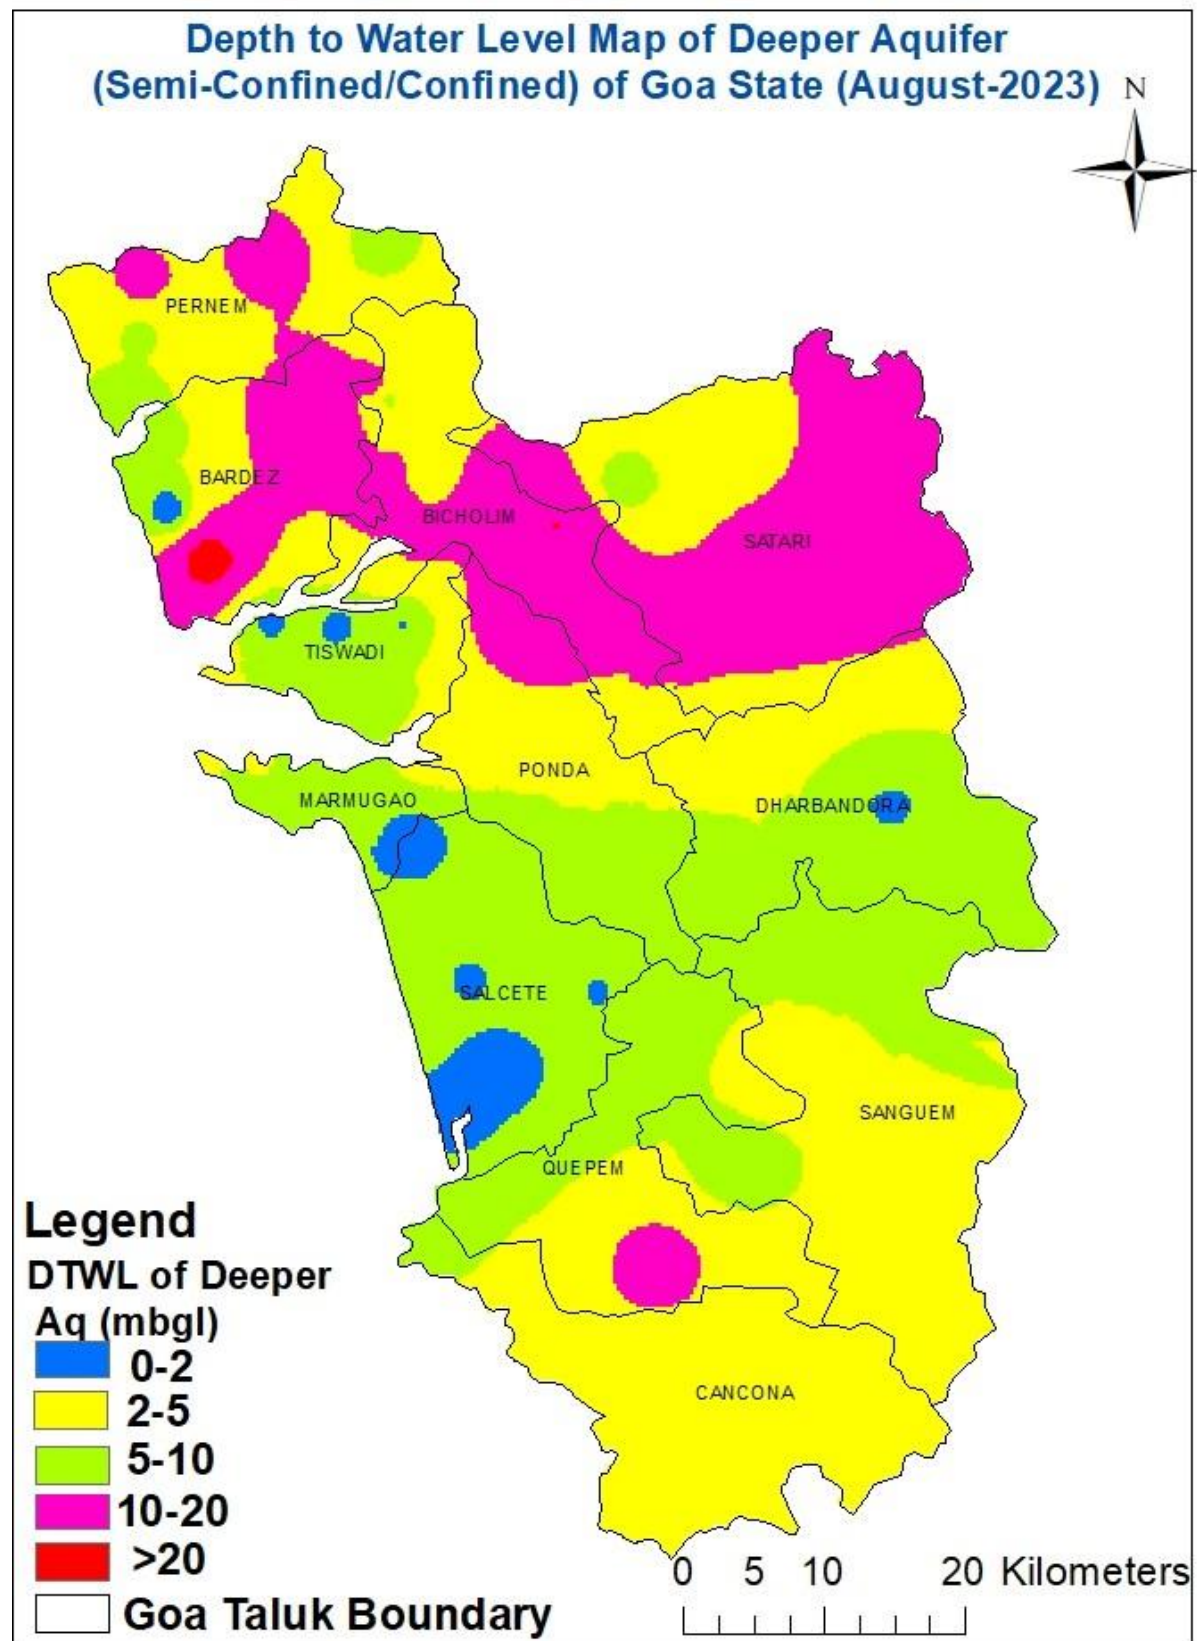 Depth to Water Level Map of Deeper Aquifer
(Semi-Confined/Confined) of Goa State (August-2023)
N
PERNEM
BARDEZ
BICHOLIM
SATARI
TISWADI
PONDA
MARMUGAO
DHARBANDORA
SALCETE
SANGUEM
QUEPEM
CANCONA
Legend
DTWL of Deeper
Aq (mbgl)
0-2
2-5
5-10
10-20
>20
Goa Taluk Boundary
0 5 10 20 Kilometers